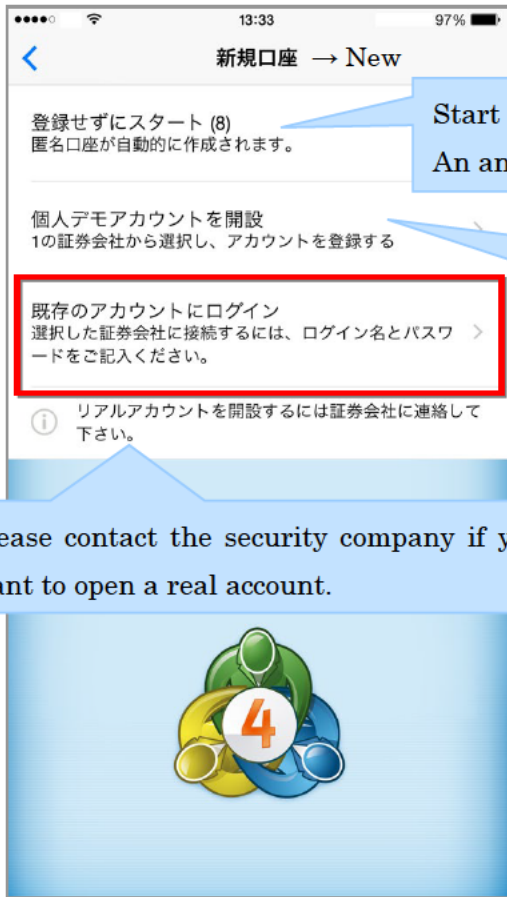 13:33
97%
新規口座 → New
登録せずにスタート (8)
匿名口座が自動的に作成されます。
Start
An an
個人デモアカウントを開設
1の証券会社から選択し、アカウントを登録する
既存のアカウントにログイン
選択した証券会社に接続するには、ログイン名とパスワ
ードをご記入ください。
リアルアカウントを開設するには証券会社に連絡して
下さい。
ease contact the security company if y
ant to open a real account.
4